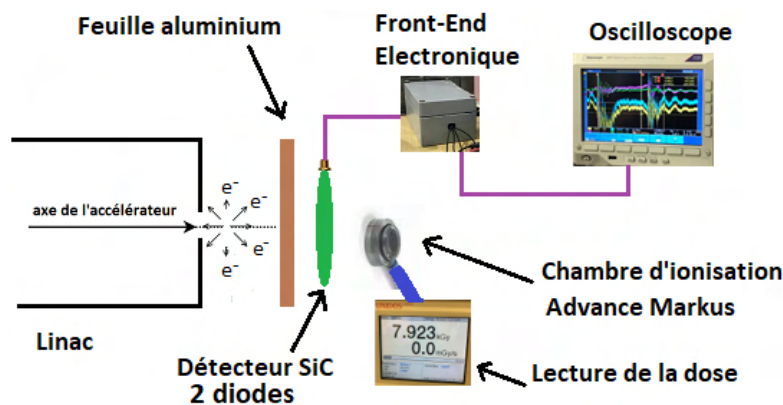 Feuille aluminium
Front-End
Electronique
Oscilloscope
axe de l'accélérateur
e⁻
e⁻
e⁻
e⁻
e⁻
e⁻
Linac
Détecteur SiC
2 diodes
Chambre d'ionisation
Advance Markus
7.923 kGy
0.0 mGy/s
Lecture de la dose